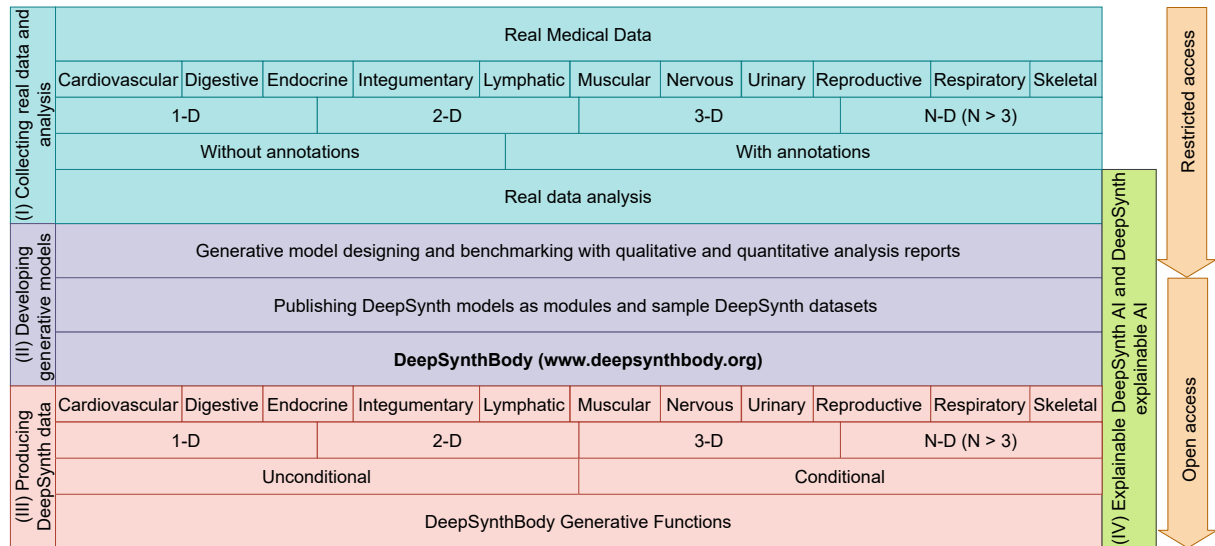 (I) Collecting real data and
analysis
Real Medical Data
Cardiovascular Digestive Endocrine Integumentary Lymphatic Muscular Nervous Urinary Reproductive Respiratory Skeletal
1-D 2-D 3-D N-D (N > 3)
Without annotations With annotations
Real data analysis
(II) Developing
generative models
Generative model designing and benchmarking with qualitative and quantitative analysis reports
Publishing DeepSynth models as modules and sample DeepSynth datasets
DeepSynthBody (www.deepsynthbody.org)
(III) Producing
DeepSynth data
Cardiovascular Digestive Endocrine Integumentary Lymphatic Muscular Nervous Urinary Reproductive Respiratory Skeletal
1-D 2-D 3-D N-D (N > 3)
Unconditional Conditional
DeepSynthBody Generative Functions
(IV) Explainable DeepSynth AI and DeepSynth
explainable AI
Restricted access
Open access